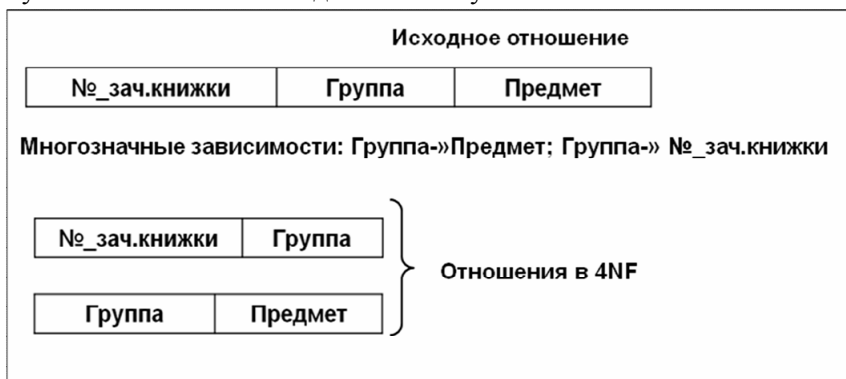 Исходное отношение
№_зач.книжки Группа Предмет
Многозначные зависимости: Группа-»Предмет; Группа-» №_зач.книжки
№_зач.книжки Группа
Отношения в 4NF
Группа Предмет